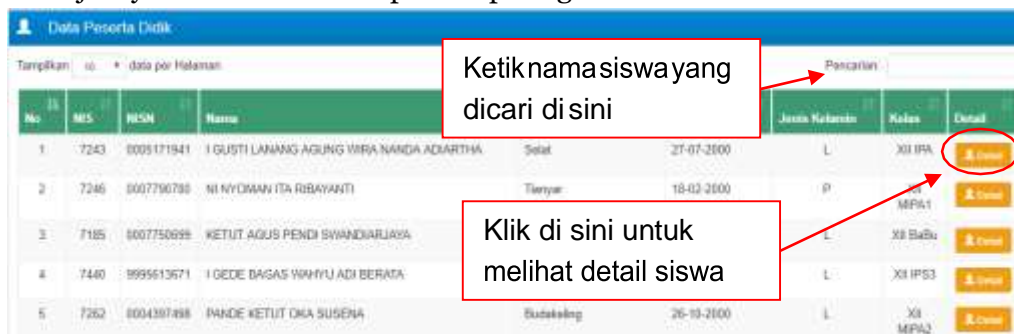 Data Peserta Didik
Tampilkan 10 data per Halaman
Pencarian
Ketik nama siswa yang
dicari di sini
No NIS NISN Nama Jenis Kelamin Kelas Detail
1 7243 0005171941 I GUSTI LANANG AGUNG WIRA NANDA ADIARTHA Selat 27-07-2000 L XII IPA Detail
2 7246 0007790780 NI NYOMAN ITA RIBAYANTI Tianyar 18-02-2000 P XII MIPA1 Detail
Klik di sini untuk
melihat detail siswa
3 7185 0007750699 KETUT AGUS PENDI SWANDIARJAYA L XII BaBu Detail
4 7440 9995613671 I GEDE BAGAS WAHYU ADI BERATA L XII IPS3 Detail
5 7262 0004397498 PANDE KETUT OKA SUSENA Budakeling 26-10-2000 L XII MIPA2 Detail